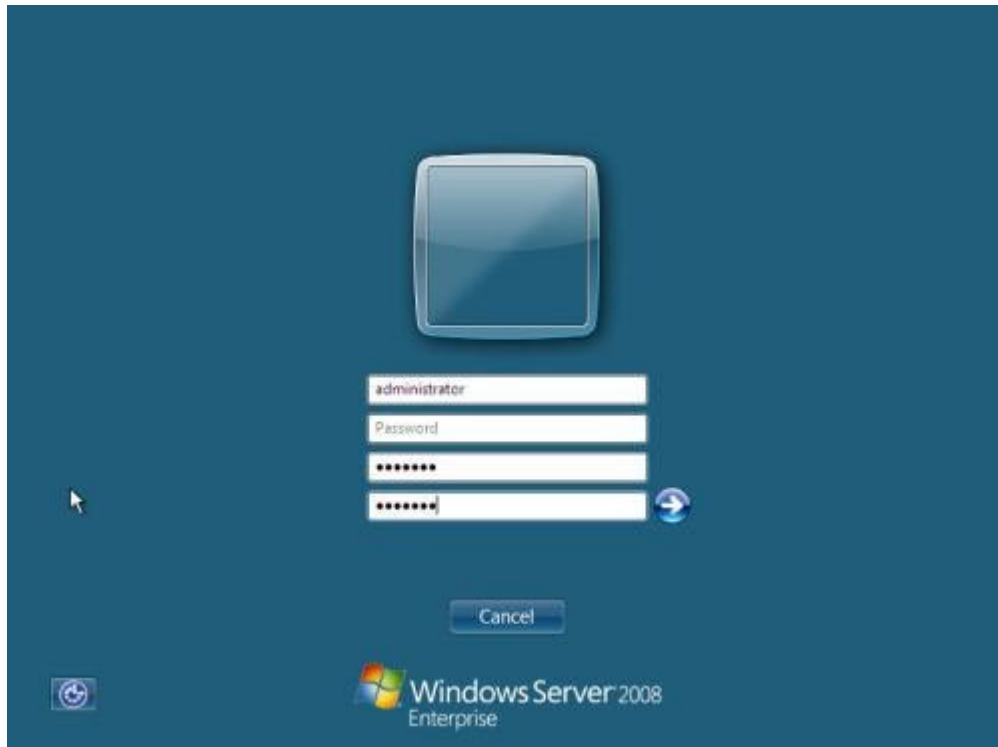 administrator
Password
•••••••
•••••••
Cancel
Windows Server 2008
Enterprise